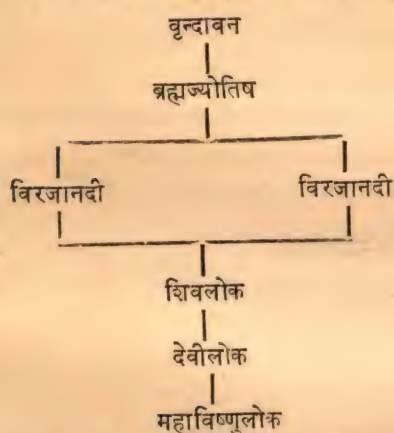 वृन्दावन
ब्रह्मज्योतिष
विरजानदी विरजानदी
शिवलोक
देवीलोक
महाविष्णुलोक